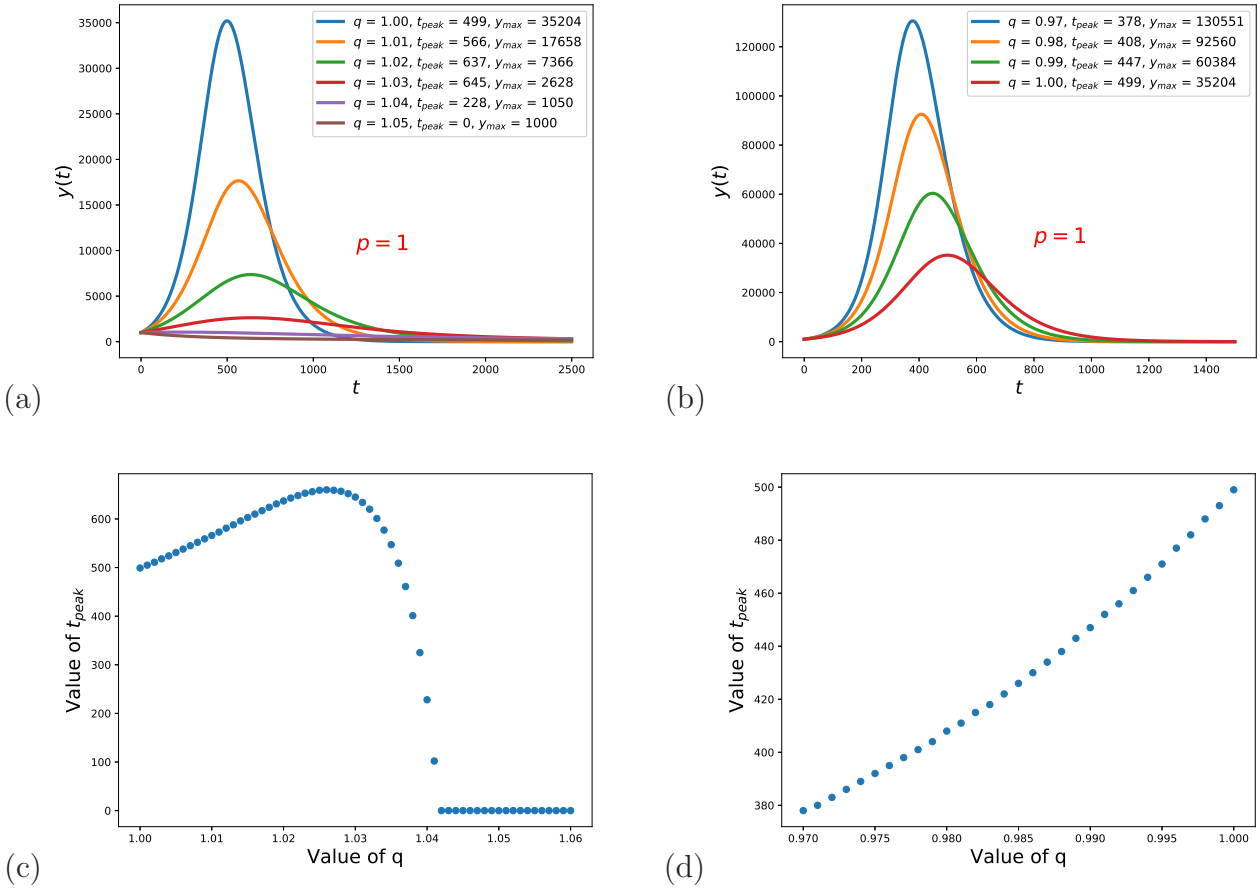 35000
30000
25000
20000
15000
10000
5000
0
y(t)
q = 1.00, t_peak = 499, y_max = 35204
q = 1.01, t_peak = 566, y_max = 17658
q = 1.02, t_peak = 637, y_max = 7366
q = 1.03, t_peak = 645, y_max = 2628
q = 1.04, t_peak = 228, y_max = 1050
q = 1.05, t_peak = 0, y_max = 1000
p = 1
0 500 1000 1500 2000 2500
t
(a)
120000
100000
80000
60000
40000
20000
0
y(t)
q = 0.97, t_peak = 378, y_max = 130551
q = 0.98, t_peak = 408, y_max = 92560
q = 0.99, t_peak = 447, y_max = 60384
q = 1.00, t_peak = 499, y_max = 35204
p = 1
0 200 400 600 800 1000 1200 1400
t
(b)
600
500
400
300
200
100
0
Value of t_peak
1.00 1.01 1.02 1.03 1.04 1.05 1.06
Value of q
(c)
500
480
460
440
420
400
380
Value of t_peak
0.970 0.975 0.980 0.985 0.990 0.995 1.000
Value of q
(d)